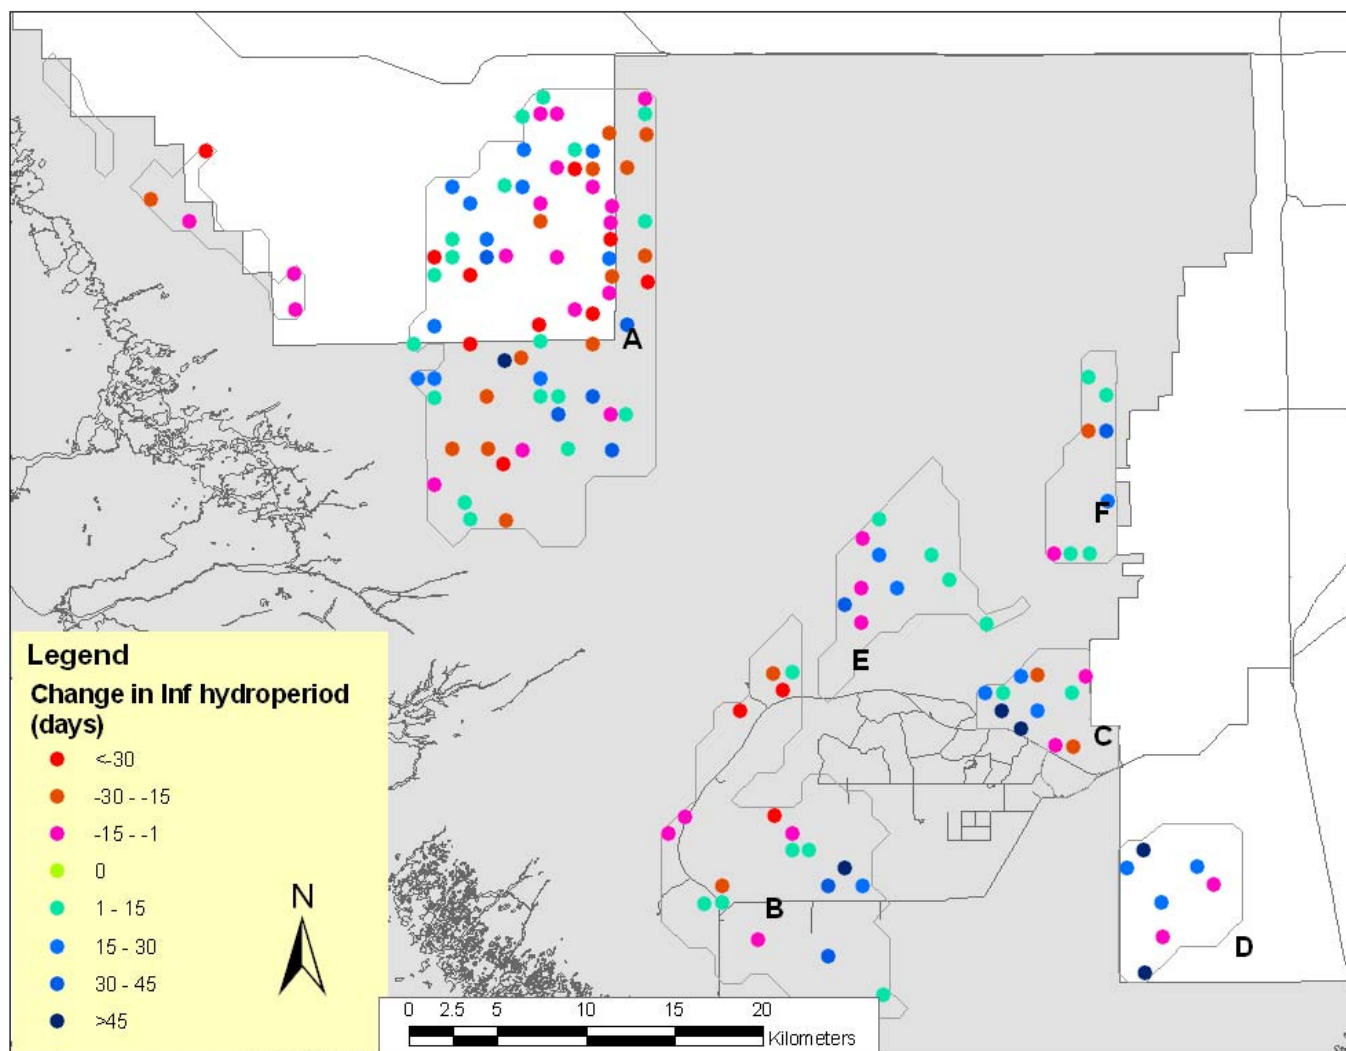 A
F
E
C
B
D
Legend
Change in Inf hydroperiod
(days)
<-30
-30 - -15
-15 - -1
0
1 - 15
15 - 30
30 - 45
>45
N
0 2.5 5 10 15 20
Kilometers